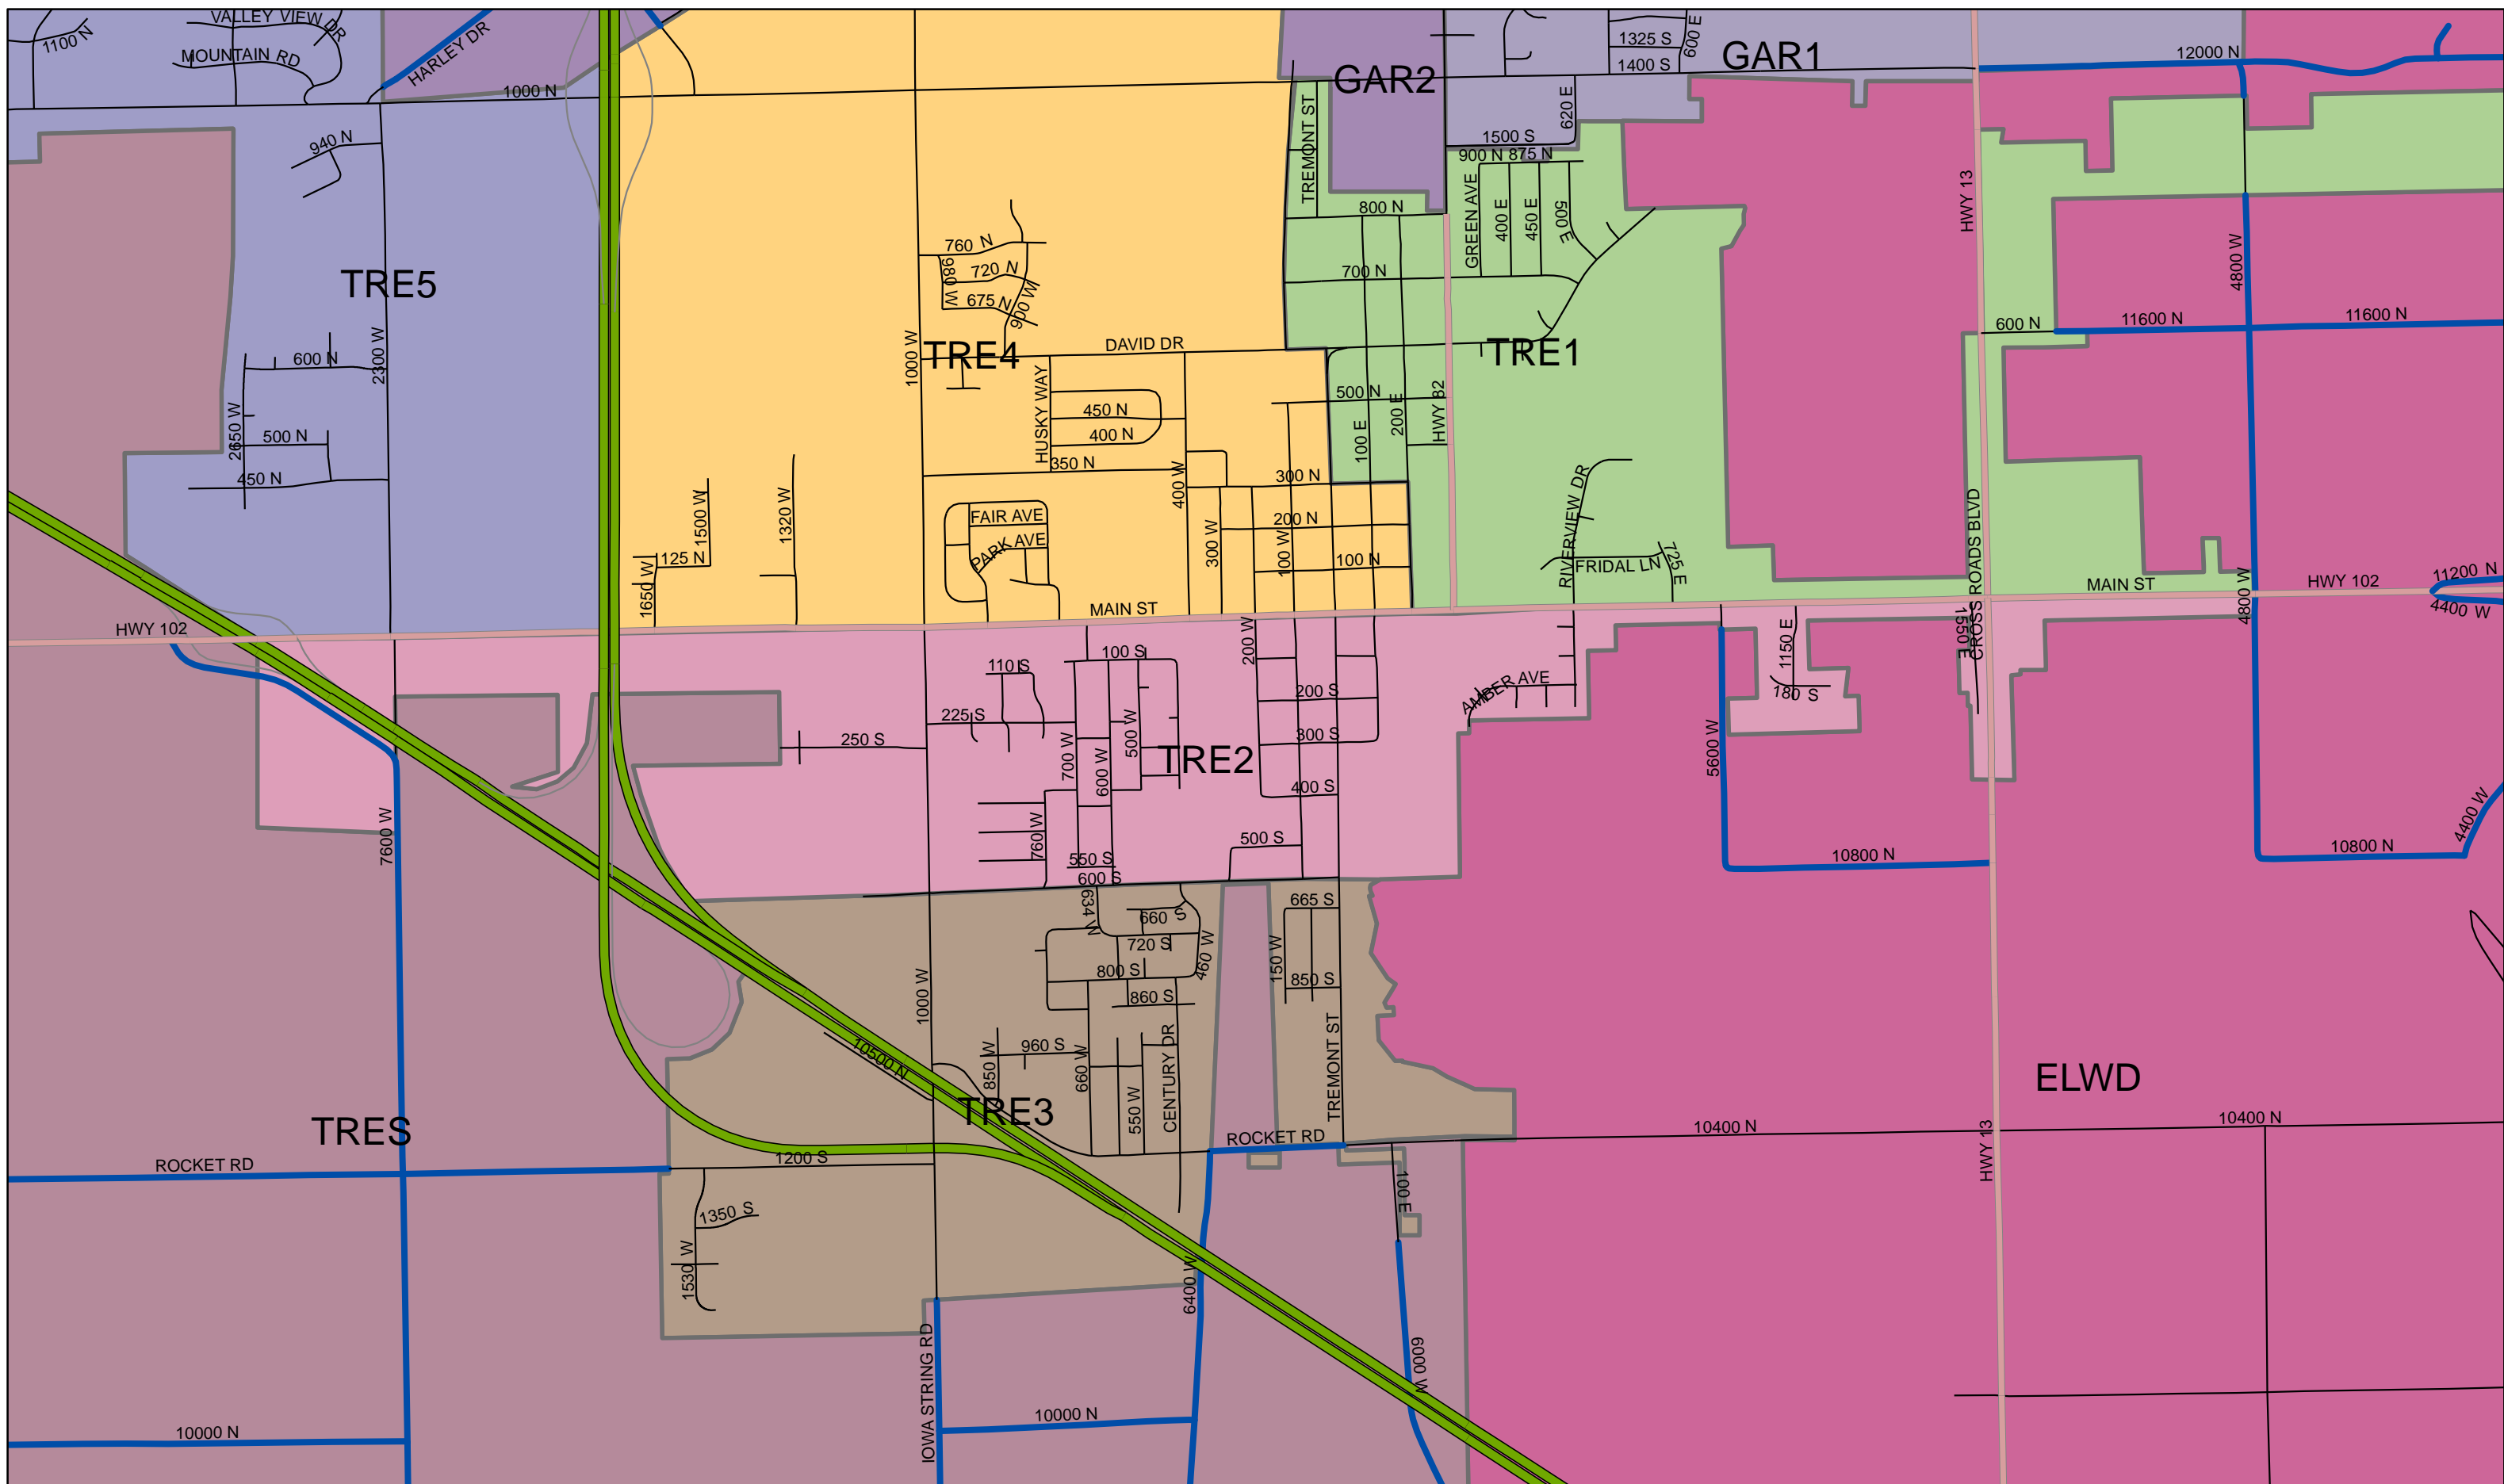 VALLEY VIEW DR
1100 N
MOUNTAIN RD
HARLEY DR
1000 N
GAR2
GAR1
1325 S
600 E
1400 S
12000 N
940 N
TREMONT ST
620 E
1500 S
900 N
875 N
HWY 13
800 N
GREEN AVE
400 E
450 E
500 E
760 N
980 W
720 N
675 N
900 W
700 N
4800 W
TRE5
2300 W
600 N
1000 W
TRE4
DAVID DR
TRE1
600 N
11600 N
11600 N
2650 W
500 N
450 N
HUSKY WAY
450 N
400 N
350 N
400 W
500 N
100 E
200 E
HWY 82
300 N
1500 W
1320 W
125 N
1650 W
FAIR AVE
PARK AVE
300 W
200 N
100 W
100 N
RIVERVIEW DR
FRIDAL LN
725 E
CROSS ROADS BLVD
MAIN ST
MAIN ST
4800 W
HWY 102
11200 N
4400 W
HWY 102
110 S
100 S
200 W
1550 E
1150 E
180 S
AMBER AVE
225 S
250 S
200 S
300 S
700 W
600 W
500 W
TRE2
400 S
5600 W
7600 W
760 W
550 S
500 S
600 S
10800 N
10800 N
4400 W
634 W
660 S
720 S
460 W
665 S
150 W
800 S
850 S
860 S
1000 W
10500 N
850 W
960 S
660 W
550 W
CENTURY DR
TREMONT ST
TRE3
TRES
ELWD
ROCKET RD
1200 S
ROCKET RD
10400 N
10400 N
HWY 13
100 E
1350 S
1530 W
6400 W
IOWA STRING RD
6000 W
10000 N
10000 N